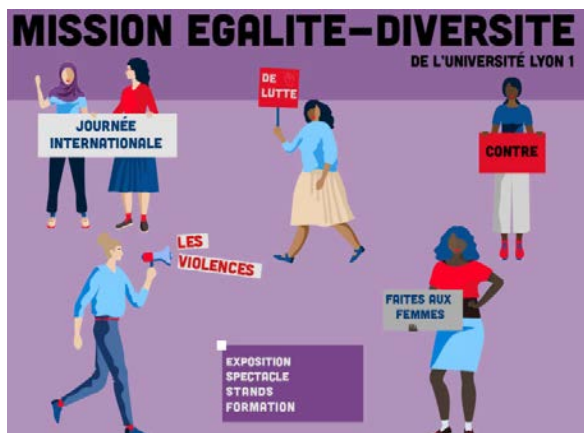 MISSION EGALITE-DIVERSITE
DE L'UNIVERSITÉ LYON 1
JOURNÉE
INTERNATIONALE
DE
LUTTE
CONTRE
LES
VIOLENCES
FAITES AUX
FEMMES
EXPOSITION
SPECTACLE
STANDS
FORMATION